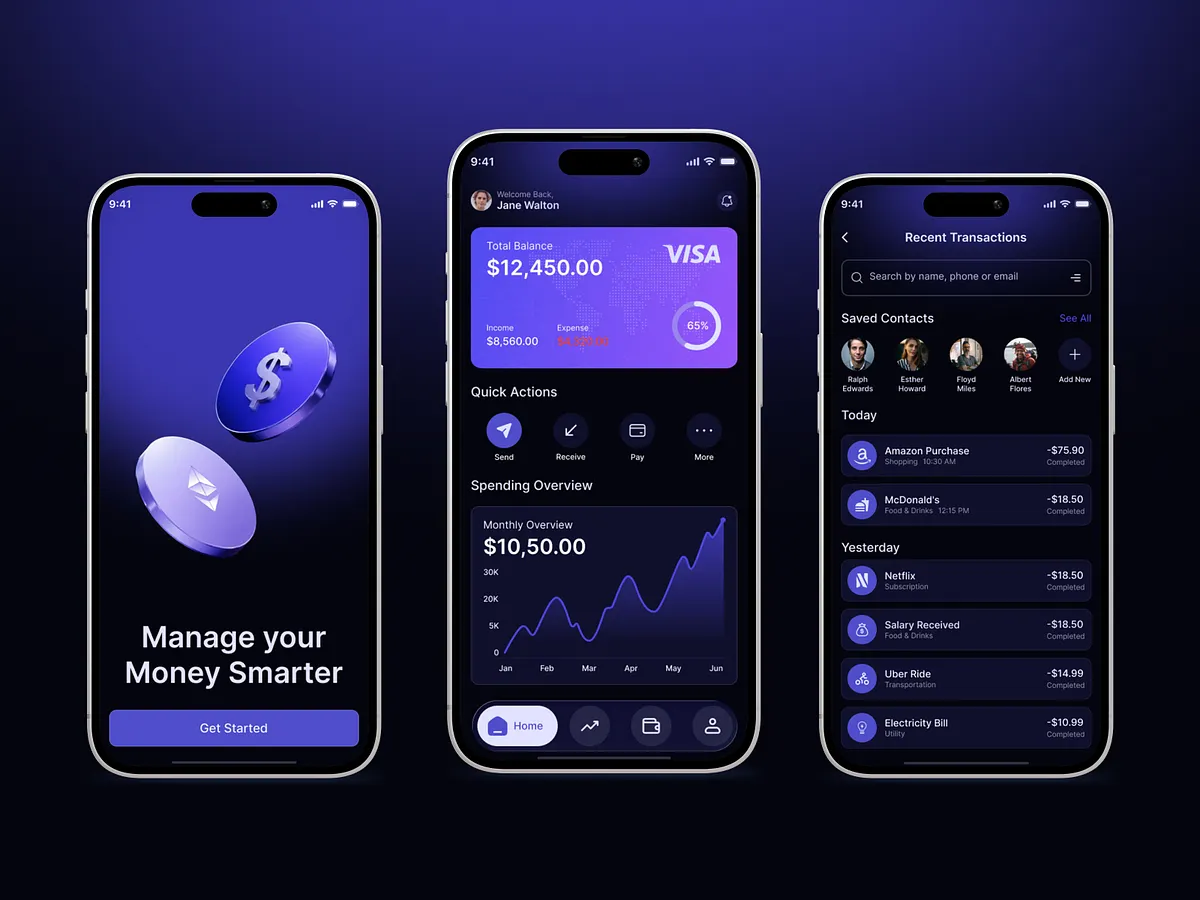 9:41
Manage your
Money Smarter
Get Started
9:41
Welcome Back,
Jane Walton
Total Balance
VISA
$12,450.00
Income
Expense
$8,560.00
65%
Quick Actions
Send
Receive
Pay
More
Spending Overview
Monthly Overview
$10,50.00
30K
20K
5K
0
Jan Feb Mar Apr May Jun
Home
9:41
Recent Transactions
Search by name, phone or email
Saved Contacts
See All
Ralph
Edwards
Esther
Howard
Floyd
Miles
Albert
Flores
Add New
Today
Amazon Purchase
-$75.90
Shopping 10:30 AM
Completed
McDonald's
-$18.50
Food & Drinks 12:15 PM
Completed
Yesterday
Netflix
-$18.50
Subscription
Completed
Salary Received
-$18.50
Food & Drinks
Completed
Uber Ride
-$14.99
Transportation
Completed
Electricity Bill
-$10.99
Utility
Completed